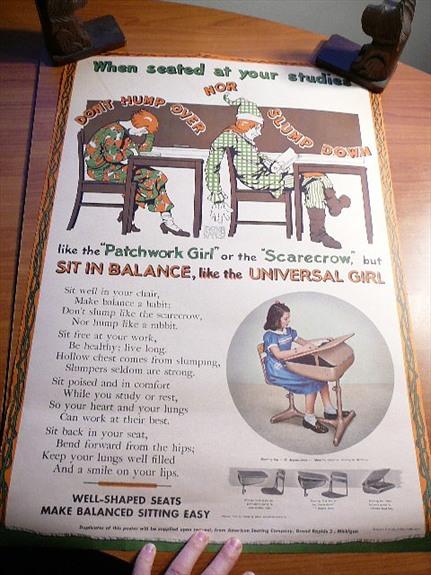 When seated at your studies
DON'T HUMP OVER NOR SLUMP DOWN
like the "Patchwork Girl" or the "Scarecrow," but
SIT IN BALANCE, like the UNIVERSAL GIRL
Sit well in your chair,
Make balance a habit;
Don't slump like the scarecrow,
Nor hump like a rabbit.
Sit free at your work,
Be healthy; live long.
Hollow chest comes from slumping,
Slumpers seldom are strong.
Sit poised and in comfort
While you study or rest,
So your heart and your lungs
Can work at their best.
Sit back in your seat,
Bend forward from the hips;
Keep your lungs well filled
And a smile on your lips.
WELL-SHAPED SEATS
MAKE BALANCED SITTING EASY
Duplicates of this poster will be supplied upon request, from American Seating Company, Grand Rapids 2, Michigan